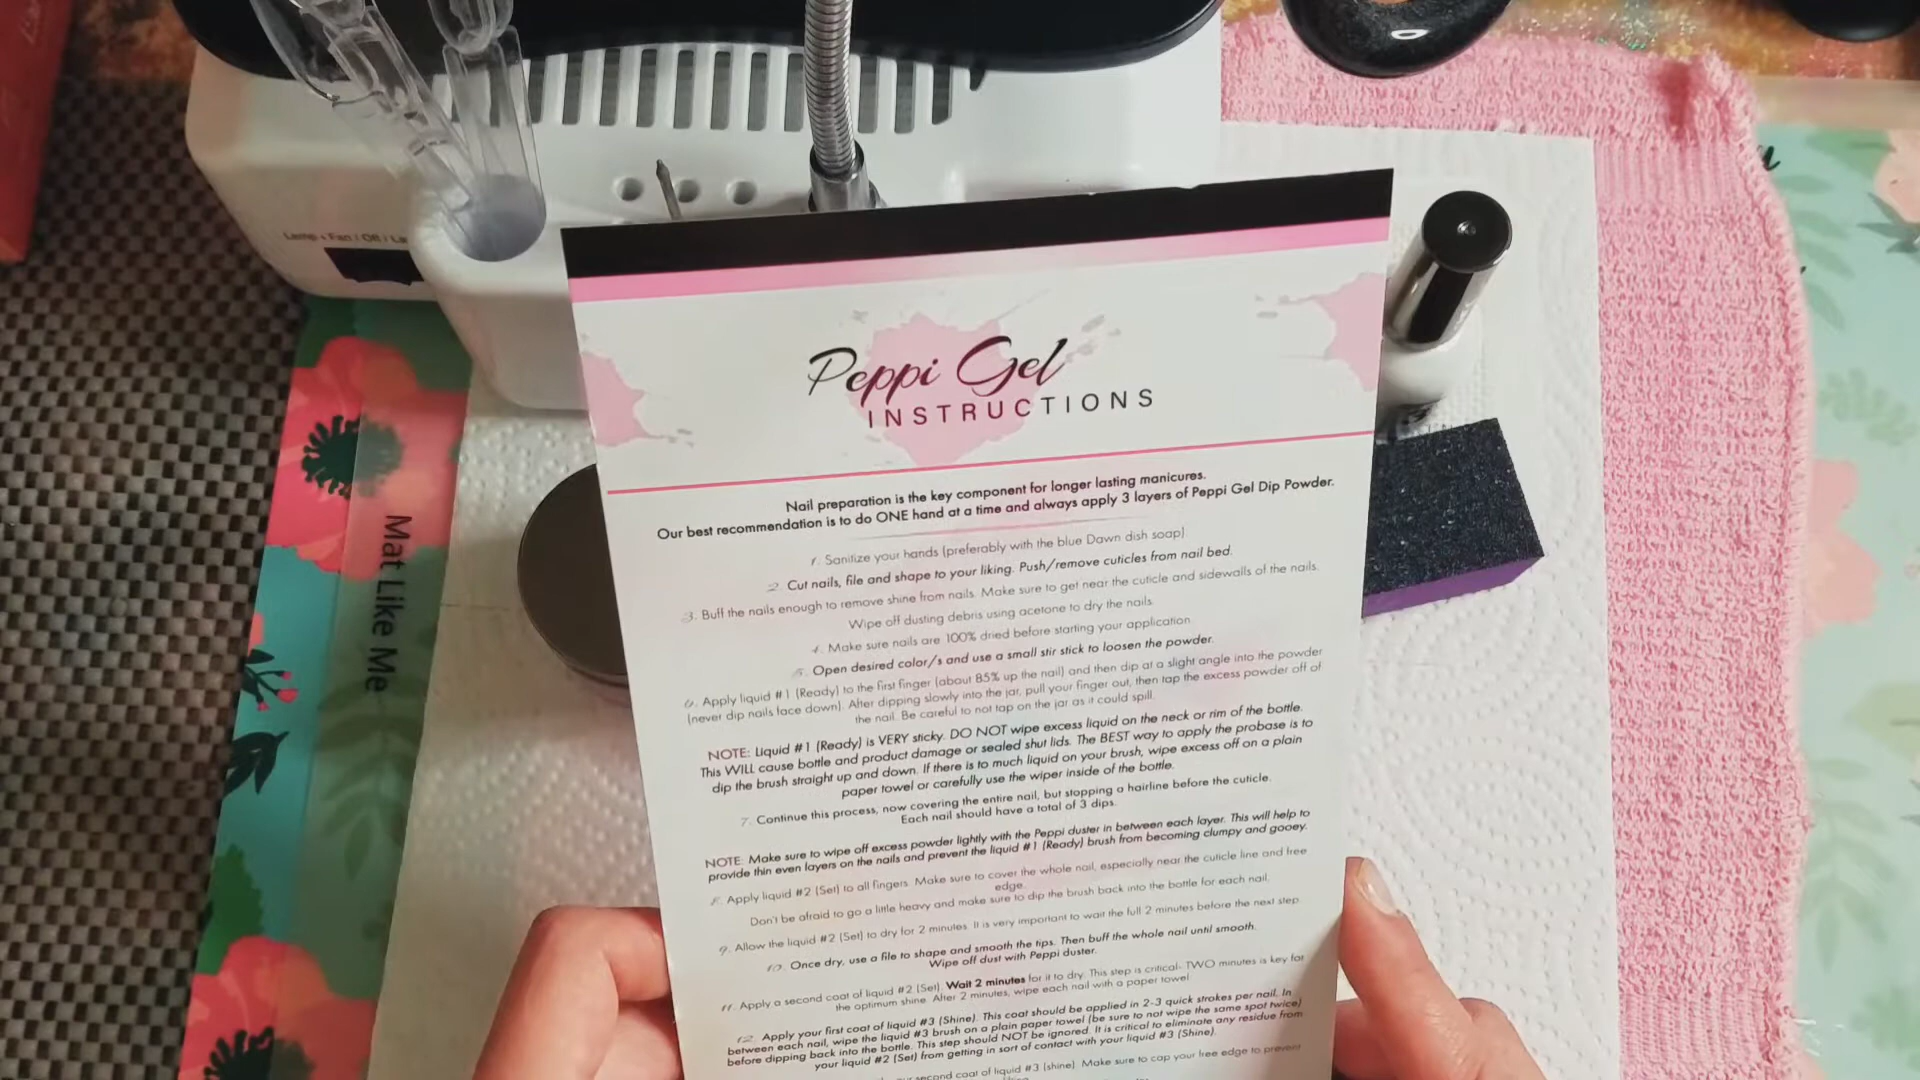 Lamp • Fan / Off / La
Peppi Gel
INSTRUCTIONS
Nail preparation is the key component for longer lasting manicures.
Our best recommendation is to do ONE hand at a time and always apply 3 layers of Peppi Gel Dip Powder.
1. Sanitize your hands (preferably with the blue Dawn dish soap)
2. Cut nails, file and shape to your liking. Push/remove cuticles from nail bed.
3. Buff the nails enough to remove shine from nails. Make sure to get near the cuticle and sidewalls of the nails.
Wipe off dusting debris using acetone to dry the nails.
4. Make sure nails are 100% dried before starting your application
5. Open desired color/s and use a small stir stick to loosen the powder.
6. Apply liquid #1 (Ready) to the first finger (about 85% up the nail) and then dip at a slight angle into the powder
(never dip nails face down). After dipping slowly into the jar, pull your finger out, then tap the excess powder off of
the nail. Be careful to not tap on the jar as it could spill.
NOTE: Liquid #1 (Ready) is VERY sticky. DO NOT wipe excess liquid on the neck or rim of the bottle.
This WILL cause bottle and product damage or sealed shut lids. The BEST way to apply the probase is to
dip the brush straight up and down. If there is to much liquid on your brush, wipe excess off on a plain
paper towel or carefully use the wiper inside of the bottle.
7. Continue this process, now covering the entire nail, but stopping a hairline before the cuticle.
Each nail should have a total of 3 dips.
NOTE: Make sure to wipe off excess powder lightly with the Peppi duster in between each layer. This will help to
provide thin even layers on the nails and prevent the liquid #1 (Ready) brush from becoming clumpy and gooey.
8. Apply liquid #2 (Set) to all fingers. Make sure to cover the whole nail, especially near the cuticle line and free
edge.
Don't be afraid to go a little heavy and make sure to dip the brush back into the bottle for each nail.
9. Allow the liquid #2 (Set) to dry for 2 minutes. It is very important to wait the full 2 minutes before the next step
10. Once dry, use a file to shape and smooth the tips. Then buff the whole nail until smooth.
Wipe off dust with Peppi duster.
11. Apply a second coat of liquid #2 (Set). Wait 2 minutes for it to dry. This step is critical- TWO minutes is key for
the optimum shine. After 2 minutes, wipe each nail with a paper towel
12. Apply your first coat of liquid #3 (Shine). This coat should be applied in 2-3 quick strokes per nail. In
between each nail, wipe the liquid #3 brush on a plain paper towel (be sure to not wipe the same spot twice)
before dipping back into the bottle. This step should NOT be ignored. It is critical to eliminate any residue from
your liquid #2 (Set) from getting in sort of contact with your liquid #3 (Shine).
second coat of liquid #3 (shine). Make sure to cap your free edge to prevent
Mat Like Me